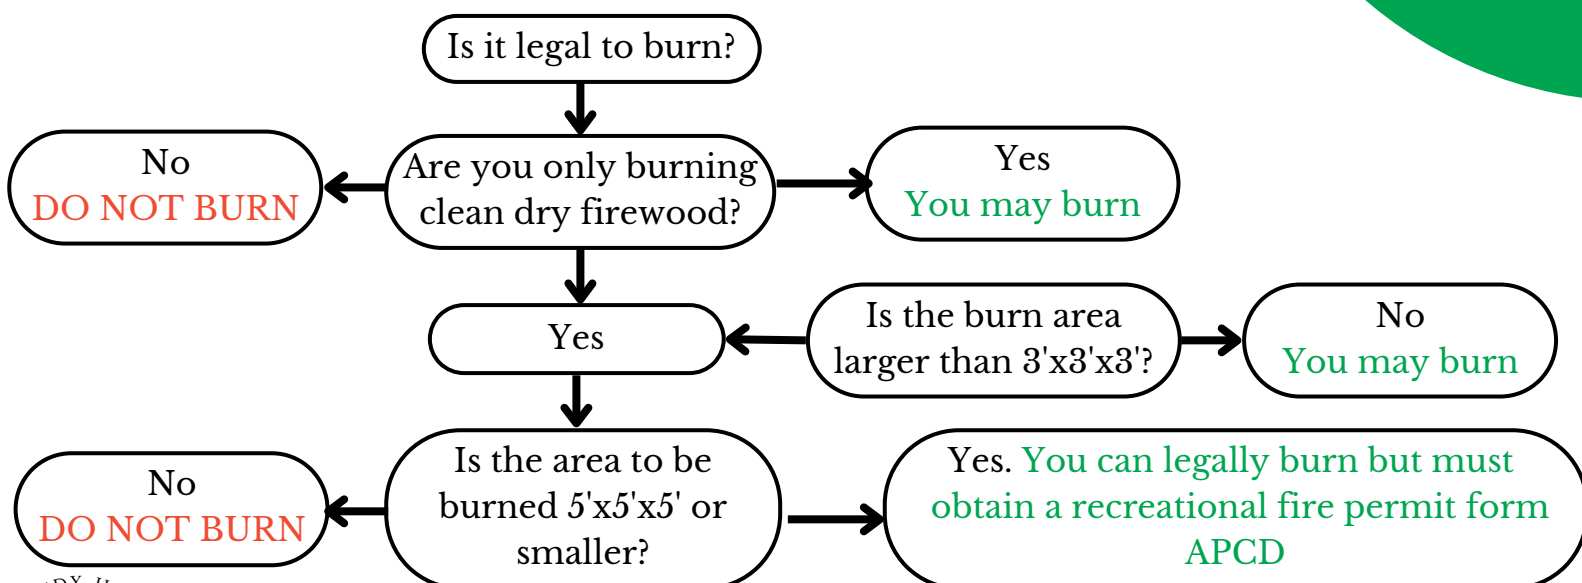 Is it legal to burn?
No
DO NOT BURN
Are you only burning
clean dry firewood?
Yes
You may burn
Yes
Is the burn area
larger than 3'x3'x3'?
No
You may burn
No
DO NOT BURN
Is the area to be
burned 5'x5'x5' or
smaller?
Yes. You can legally burn but must
obtain a recreational fire permit form
APCD